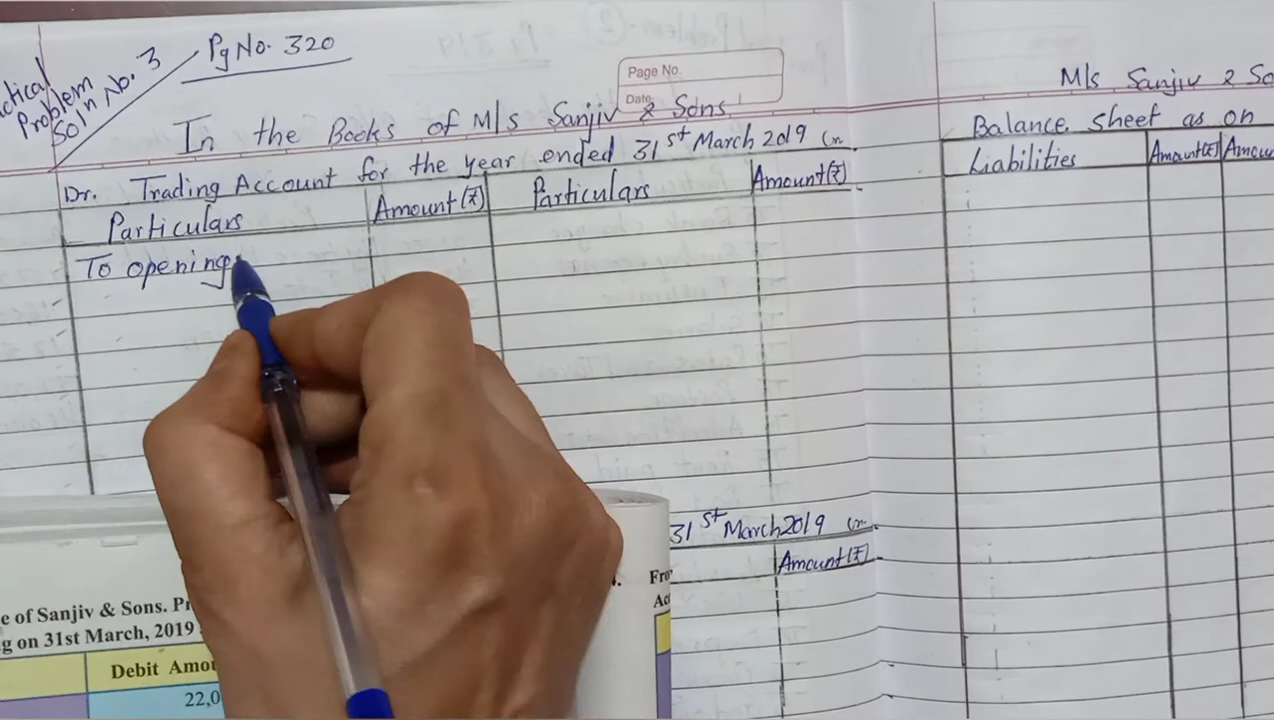 Pg No. 320
Problem
Soln No. 3
Page No.
Date
In the Books of M/s Sanjiv & Sons
Dr. Trading Account for the year ended 31st March 2019 Cr.
Particulars Amount(₹) Particulars Amount(₹)
To opening
31st March 2019 Cr.
Amount(₹)
M/s Sanjiv & So
Balance sheet as on
Liabilities Amount(₹) Amoun
e of Sanjiv & Sons. Pr
g on 31st March, 2019
Debit Amou
22,0
Fro
Ac